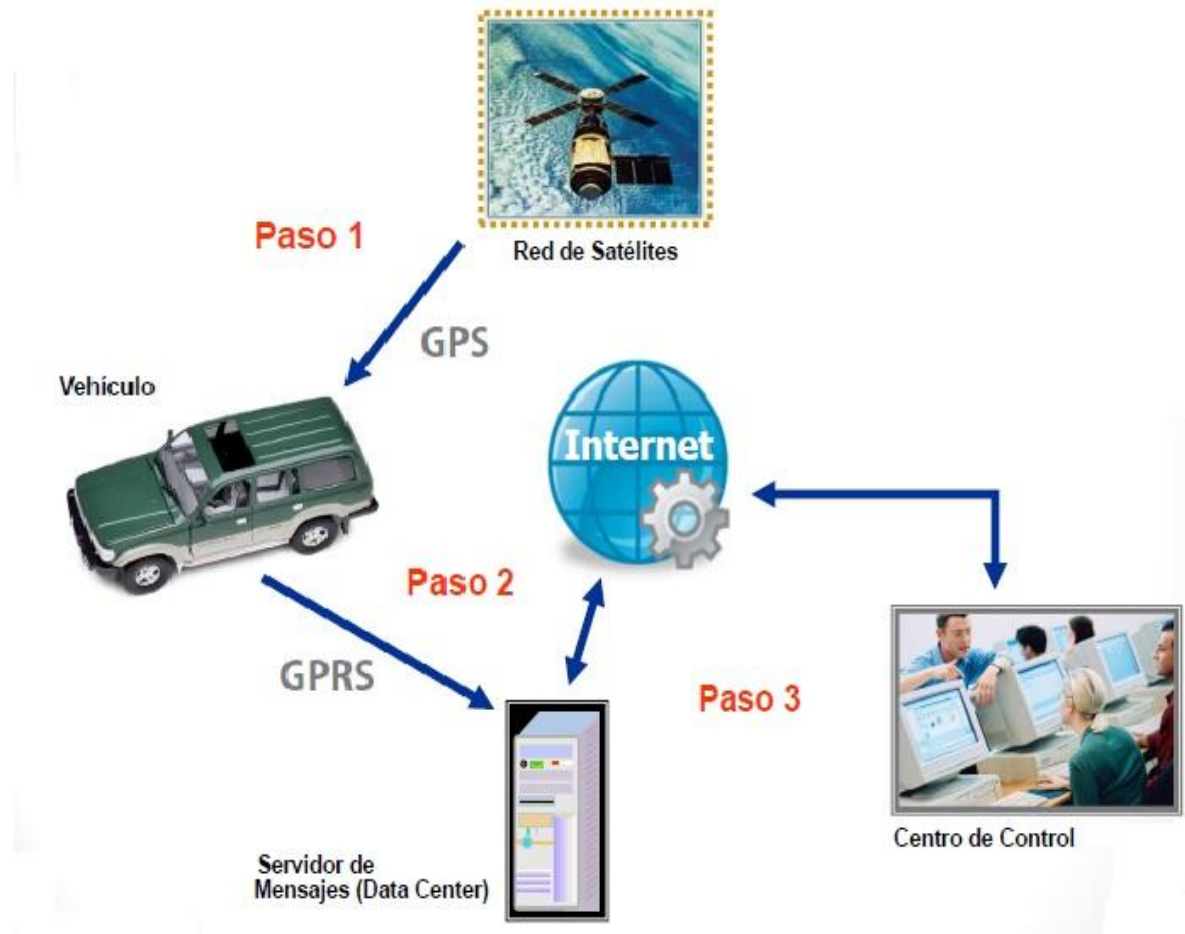 Paso 1
Red de Satélites
GPS
Vehículo
Internet
Paso 2
GPRS
Paso 3
Centro de Control
Servidor de
Mensajes (Data Center)